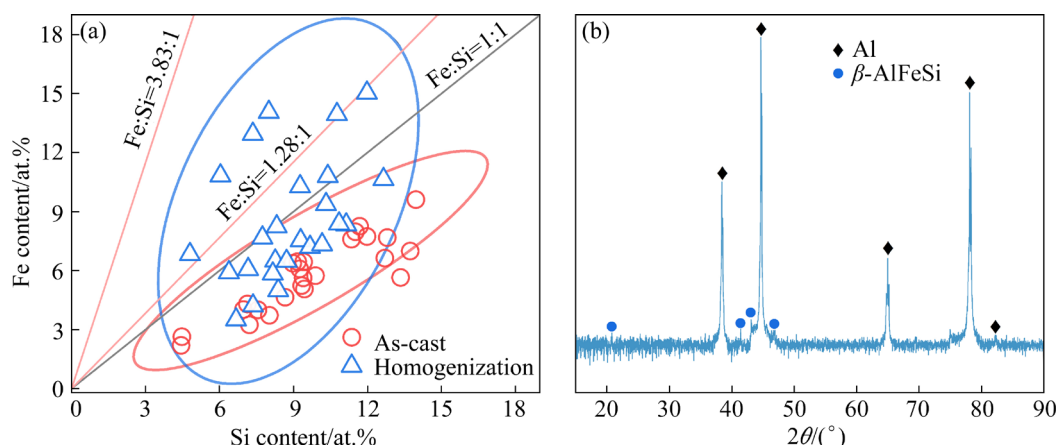 (a)
Fe:Si=3.83:1
Fe:Si=1.28:1
Fe:Si=1:1
As-cast
Homogenization
18
15
12
9
6
3
0
Fe content/at.%
0 3 6 9 12 15 18
Si content/at.%
(b)
Al
β-AlFeSi
20 30 40 50 60 70 80 90
2θ/(°)